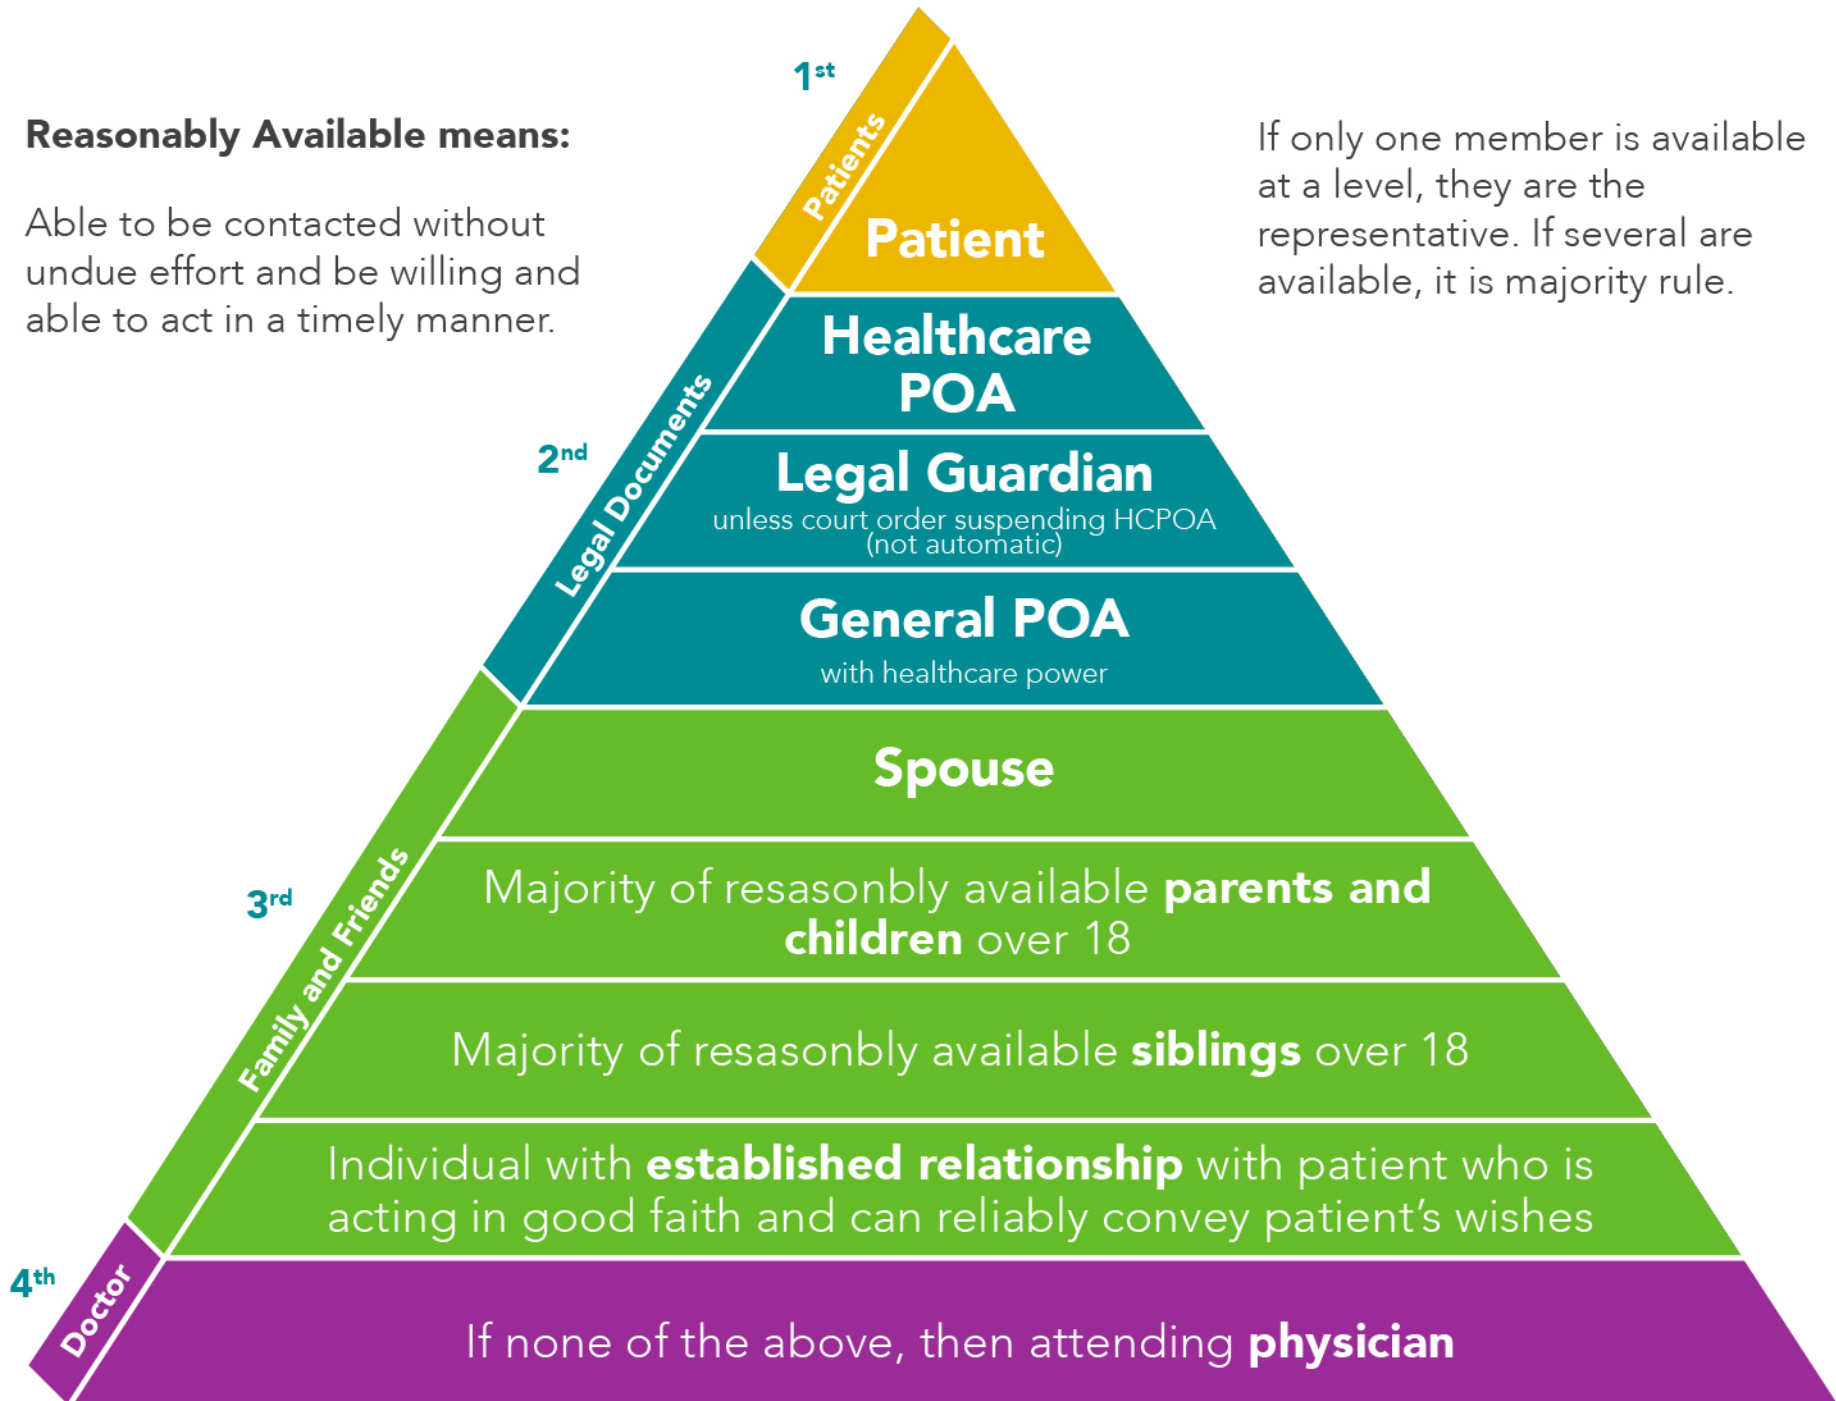 1st
Patients
Patient
Reasonably Available means:
Able to be contacted without
undue effort and be willing and
able to act in a timely manner.
If only one member is available
at a level, they are the
representative. If several are
available, it is majority rule.
2nd
Legal Documents
Healthcare
POA
Legal Guardian
unless court order suspending HCPOA
(not automatic)
General POA
with healthcare power
3rd
Family and Friends
Spouse
Majority of resasonbly available parents and
children over 18
Majority of resasonbly available siblings over 18
Individual with established relationship with patient who is
acting in good faith and can reliably convey patient's wishes
4th
Doctor
If none of the above, then attending physician